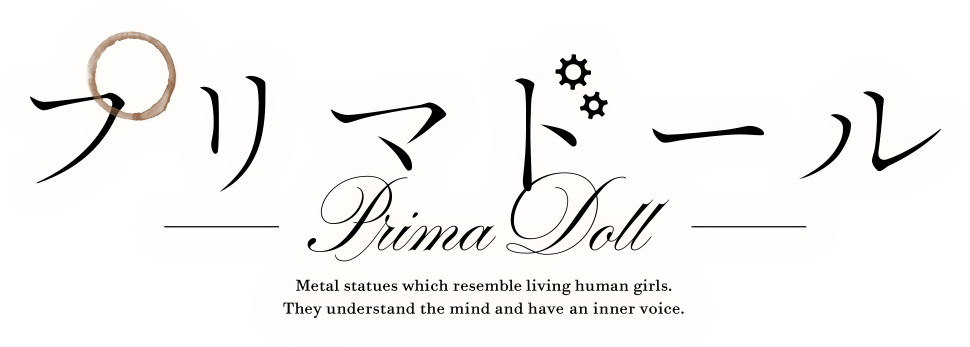 プリマドール
Prima Doll
Metal statues which resemble living human girls.
They understand the mind and have an inner voice.